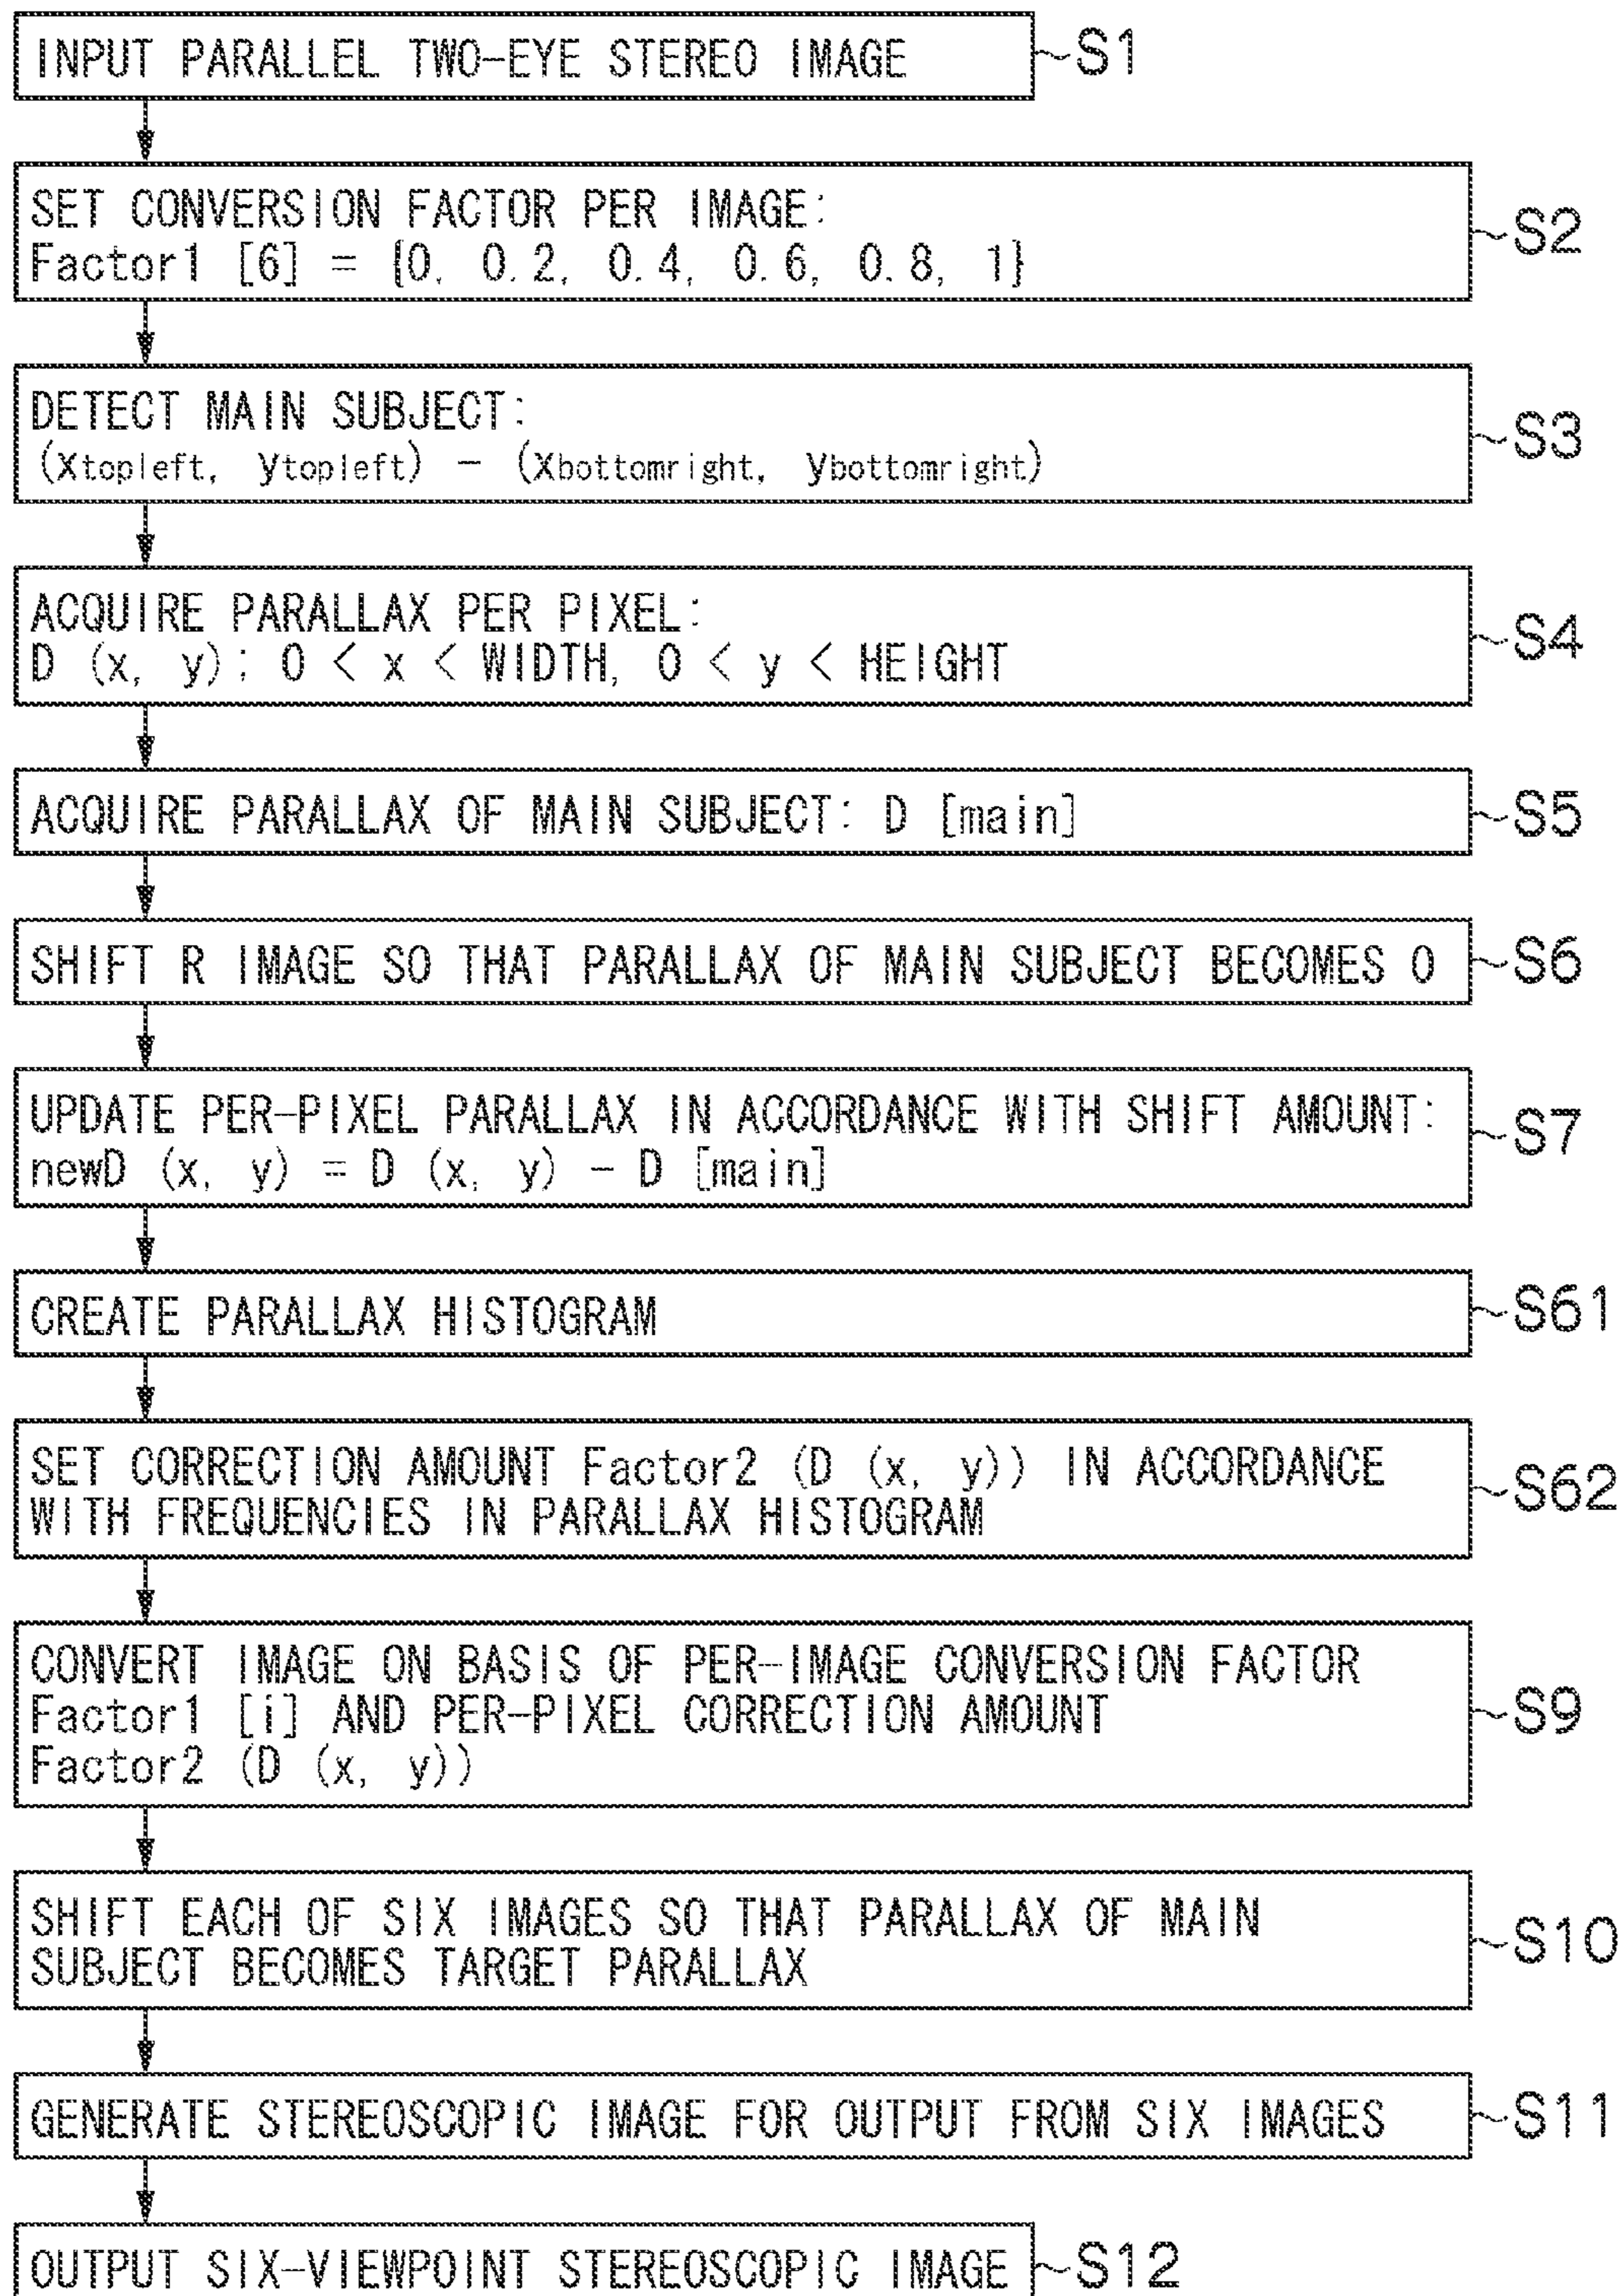 INPUT PARALLEL TWO-EYE STEREO IMAGE
S1
SET CONVERSION FACTOR PER IMAGE:
Factor1 [6] = {0, 0.2, 0.4, 0.6, 0.8, 1}
S2
DETECT MAIN SUBJECT:
(xtopleft, ytopleft) - (xbottomright, ybottomright)
S3
ACQUIRE PARALLAX PER PIXEL:
D (x, y): 0 < x < WIDTH, 0 < y < HEIGHT
S4
ACQUIRE PARALLAX OF MAIN SUBJECT: D [main]
S5
SHIFT R IMAGE SO THAT PARALLAX OF MAIN SUBJECT BECOMES 0
S6
UPDATE PER-PIXEL PARALLAX IN ACCORDANCE WITH SHIFT AMOUNT:
newD (x, y) = D (x, y) - D [main]
S7
CREATE PARALLAX HISTOGRAM
S61
SET CORRECTION AMOUNT Factor2 (D (x, y)) IN ACCORDANCE
WITH FREQUENCIES IN PARALLAX HISTOGRAM
S62
CONVERT IMAGE ON BASIS OF PER-IMAGE CONVERSION FACTOR
Factor1 [i] AND PER-PIXEL CORRECTION AMOUNT
Factor2 (D (x, y))
S9
SHIFT EACH OF SIX IMAGES SO THAT PARALLAX OF MAIN
SUBJECT BECOMES TARGET PARALLAX
S10
GENERATE STEREOSCOPIC IMAGE FOR OUTPUT FROM SIX IMAGES
S11
OUTPUT SIX-VIEWPOINT STEREOSCOPIC IMAGE
S12